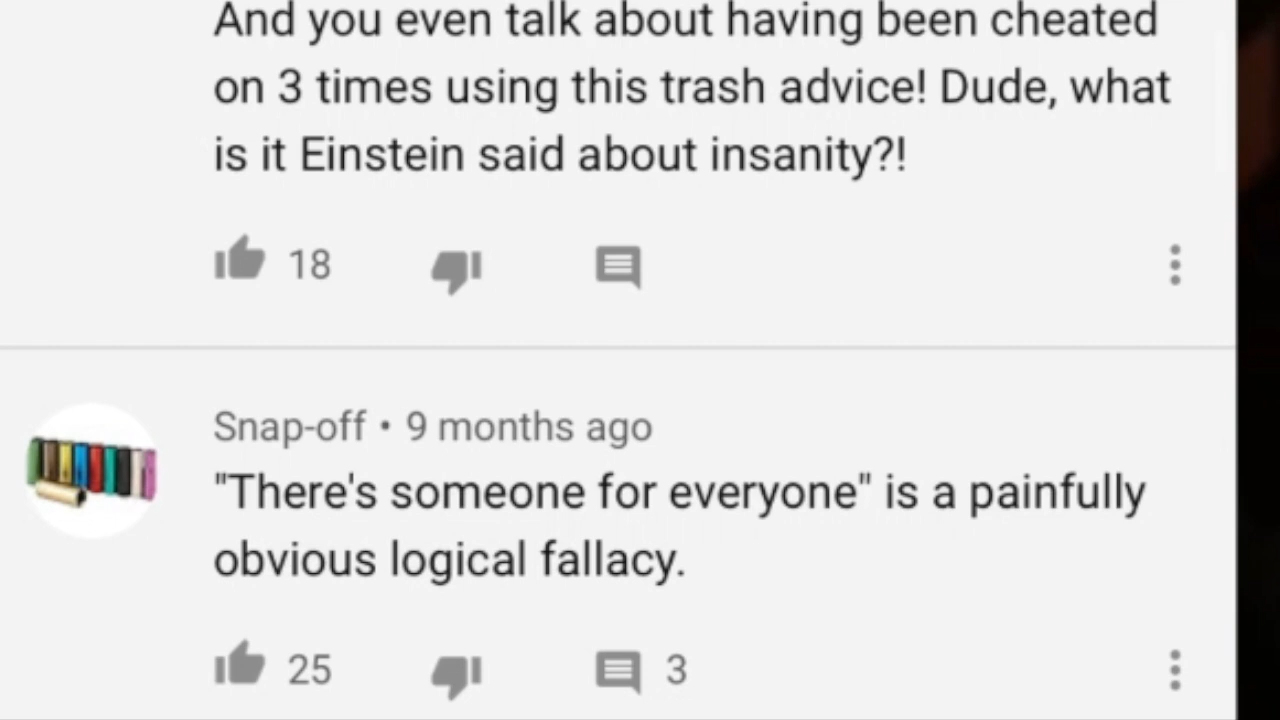 And you even talk about having been cheated
on 3 times using this trash advice! Dude, what
is it Einstein said about insanity?!
18
Snap-off • 9 months ago
"There's someone for everyone" is a painfully
obvious logical fallacy.
25
3